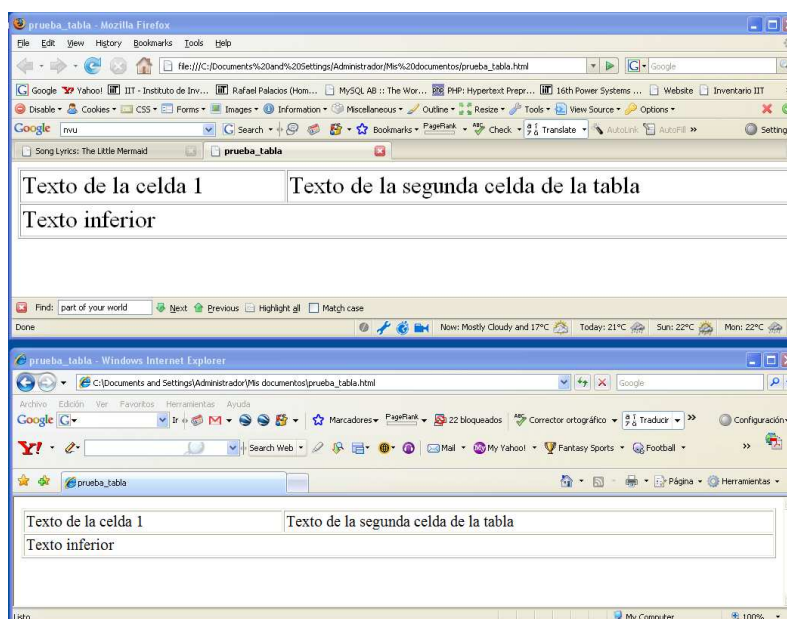 prueba_tabla - Mozilla Firefox
File Edit View History Bookmarks Tools Help
file:///C:/Documents%20and%20Settings/Administrador/Mis%20documentos/prueba_tabla.html Google
Google Yahoo! IIT - Instituto de Inv... Rafael Palacios (Hom... MySQL AB :: The Wor... PHP: Hypertext Prepr... 16th Power Systems ... Website Inventario IIT
Disable Cookies CSS Forms Images Information Miscellaneous Outline Resize Tools View Source Options
Google nvu Search Bookmarks PageRank Check Translate AutoLink AutoFill » Setting
Song Lyrics: The Little Mermaid prueba_tabla
Texto de la celda 1 Texto de la segunda celda de la tabla
Texto inferior
Find: part of your world Next Previous Highlight all Match case
Done Now: Mostly Cloudy and 17°C Today: 21°C Sun: 22°C Mon: 22°C
prueba_tabla - Windows Internet Explorer
C:\Documents and Settings\Administrador\Mis documentos\prueba_tabla.html Google
Archivo Edición Ver Favoritos Herramientas Ayuda
Google G Ir Marcadores PageRank 22 bloqueados Corrector ortográfico Traducir » Configuración
Y! Search Web Mail My Yahoo! Fantasy Sports Football »
prueba_tabla Página Herramientas
Texto de la celda 1 Texto de la segunda celda de la tabla
Texto inferior
Listo My Computer 100%